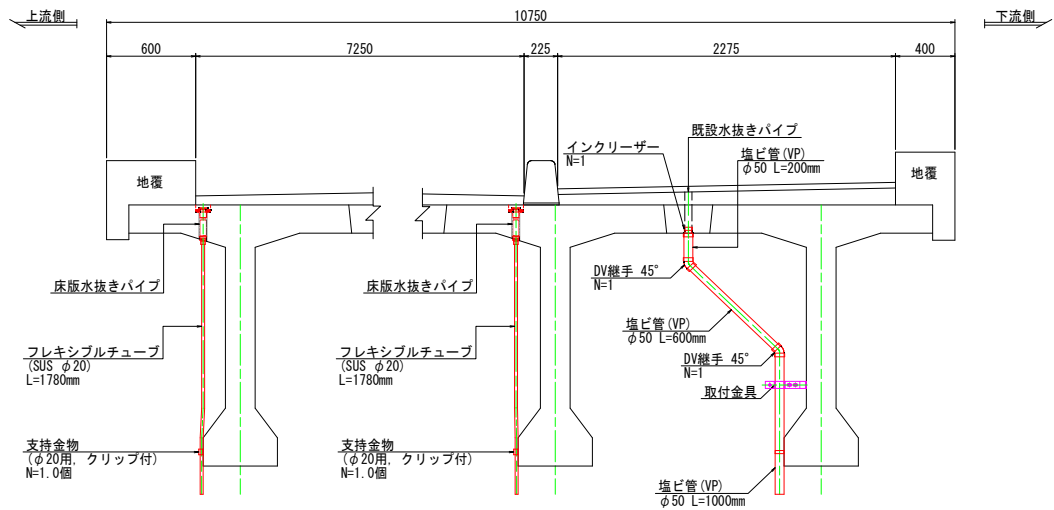 上流側
10750
下流側
600
7250
225
2275
400
既設水抜きパイプ
インクリーザー
N=1
塩ビ管(VP)
φ50 L=200mm
地覆
地覆
床版水抜きパイプ
床版水抜きパイプ
DV継手 45°
N=1
塩ビ管(VP)
φ50 L=600mm
フレキシブルチューブ
(SUS φ20)
L=1780mm
フレキシブルチューブ
(SUS φ20)
L=1780mm
DV継手 45°
N=1
取付金具
支持金物
(φ20用, クリップ付)
N=1.0個
支持金物
(φ20用, クリップ付)
N=1.0個
塩ビ管(VP)
φ50 L=1000mm